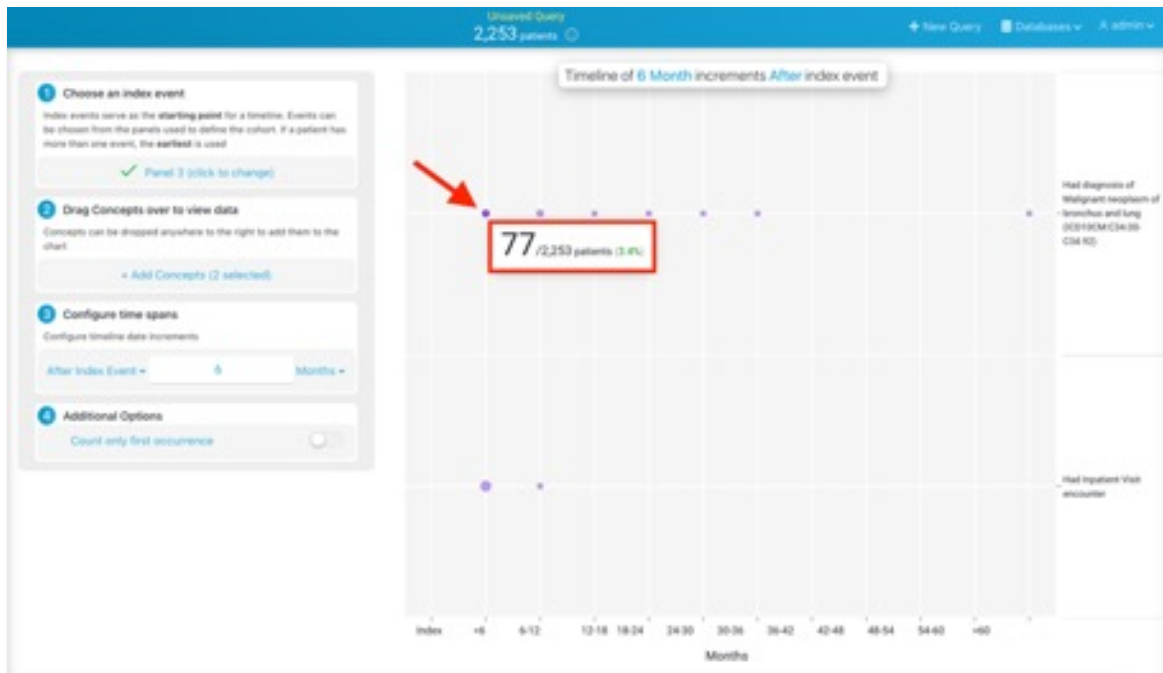 Unsaved Query
2,253 patients
New Query
Databases
admin
Timeline of 6 Month increments After index event
1 Choose an index event
Index events serve as the starting point for a timeline. Events can
be chosen from the panels used to define the cohort. If a patient has
more than one event, the earliest is used
Panel 3 (click to change)
2 Drag Concepts over to view data
Concepts can be dropped anywhere to the right to add them to the
chart
+ Add Concepts (2 selected)
3 Configure time spans
Configure timeline date increments
After Index Event 6 Months
4 Additional Options
Count only first occurrence
77/2,253 patients (3.4%)
Had diagnosis of
Malignant neoplasm of
bronchus and lung
(ICD10CM:C34.00-
C34.92)
Had Inpatient Visit
encounter
Index <6 6-12 12-18 18-24 24-30 30-36 36-42 42-48 48-54 54-60 >60
Months